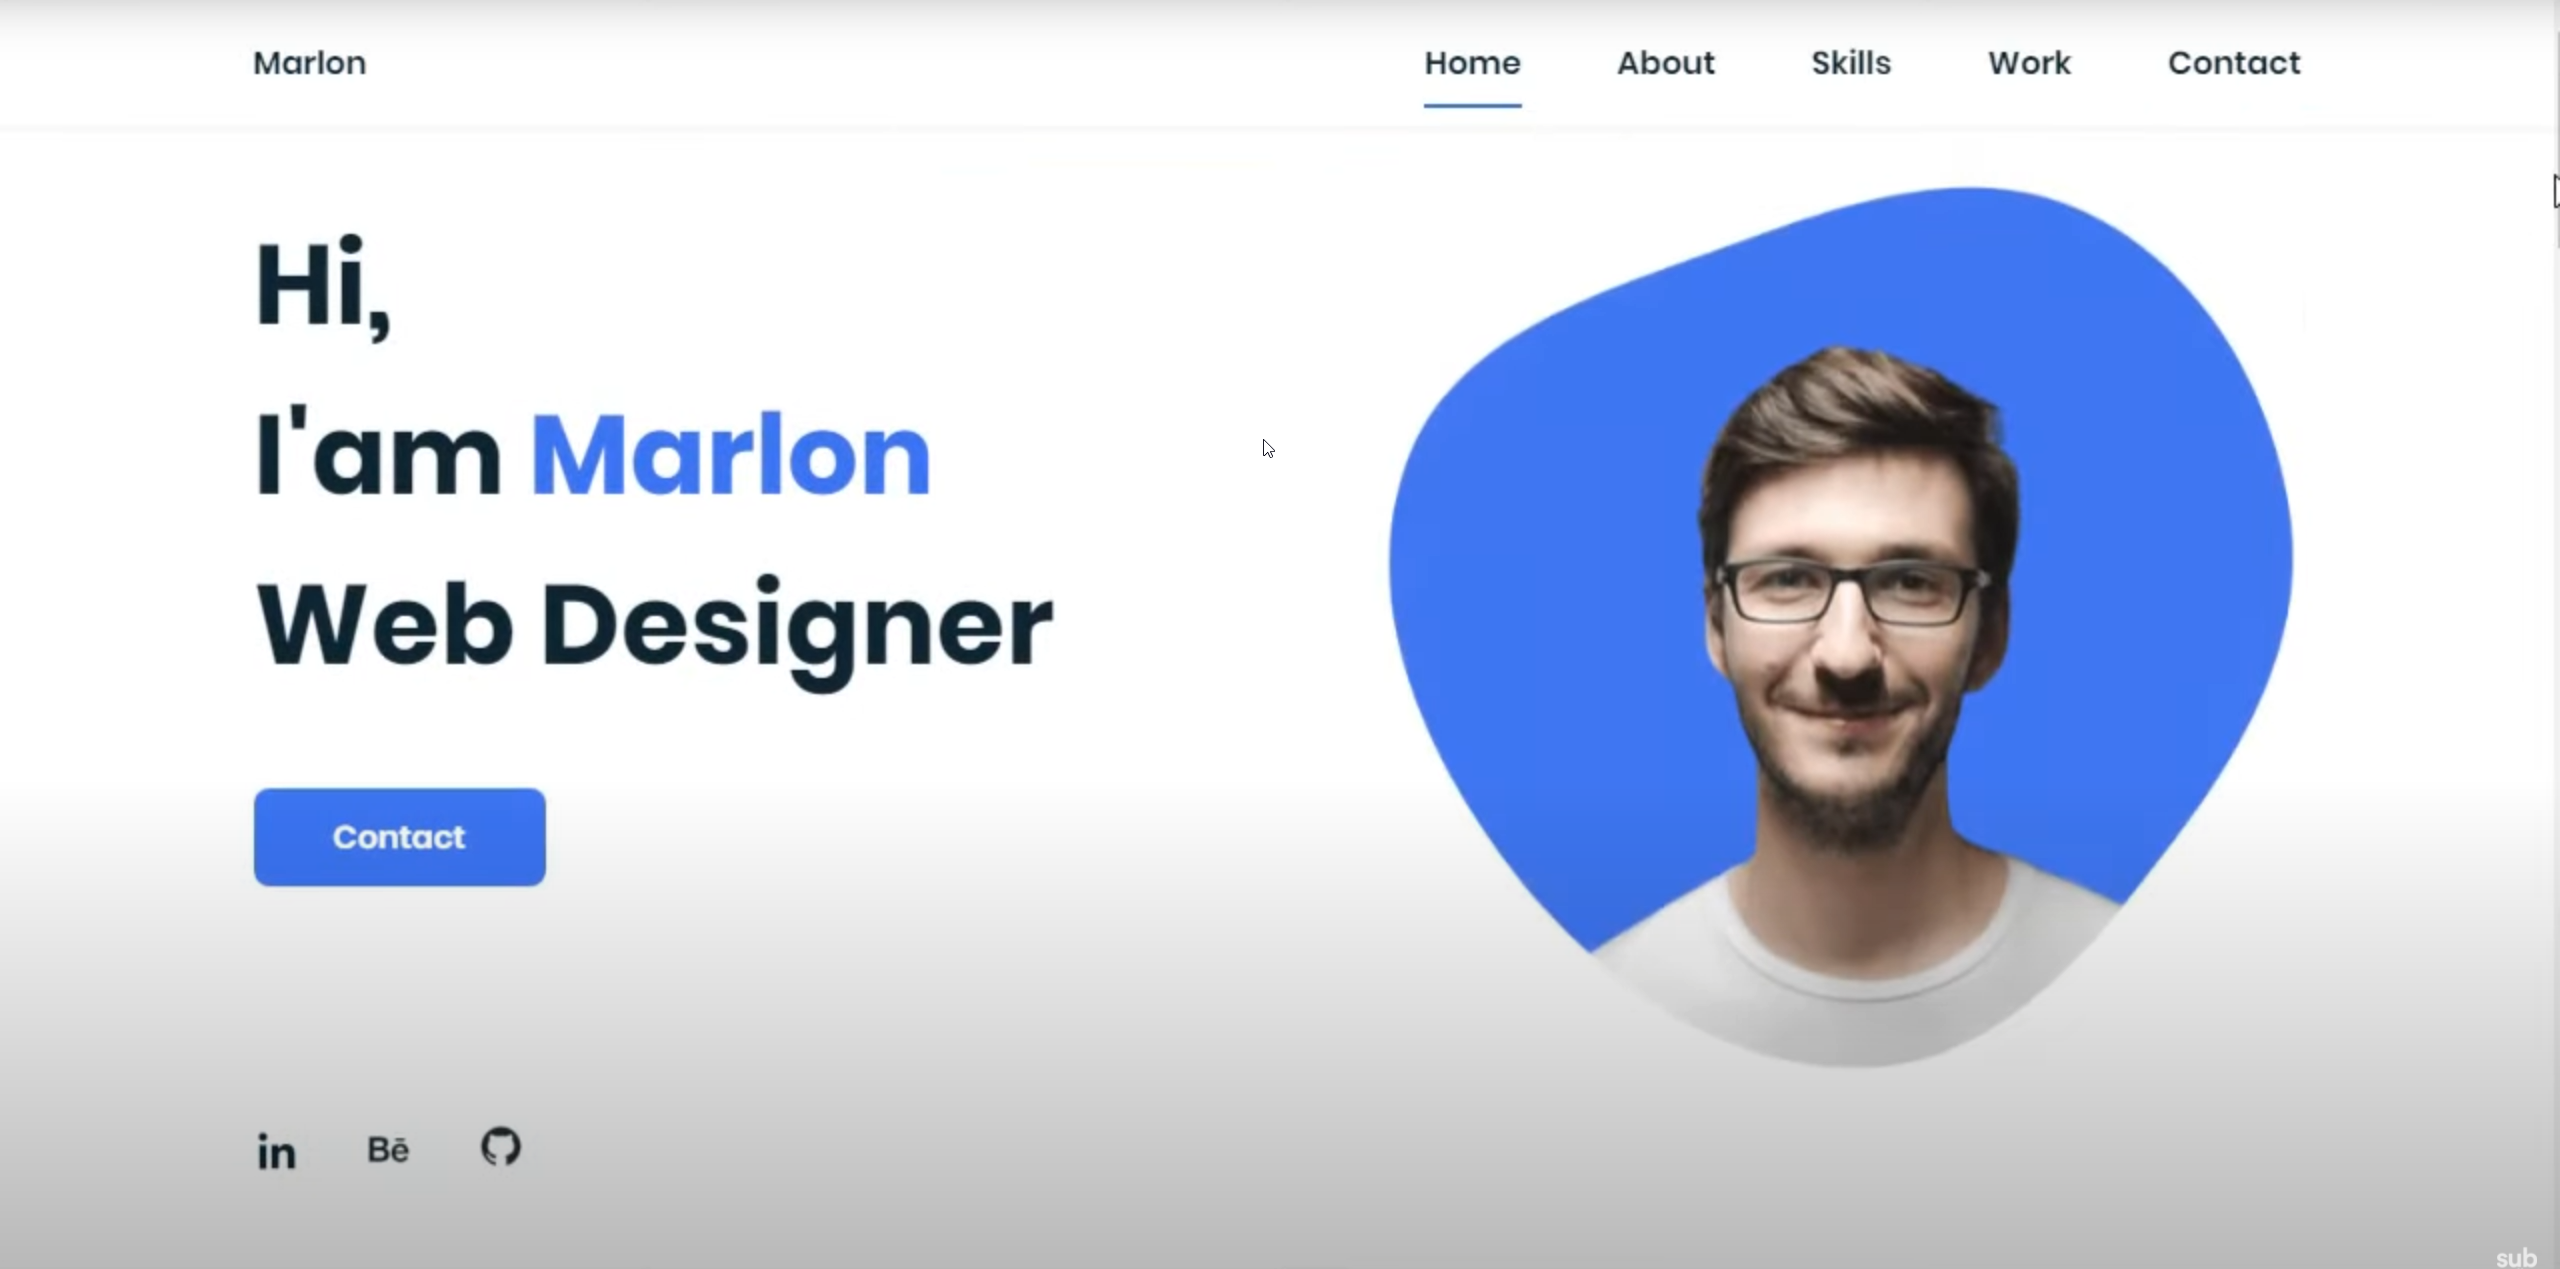 Marlon
Home About Skills Work Contact
Hi,
I'am Marlon
Web Designer
Contact
in Bē
sub